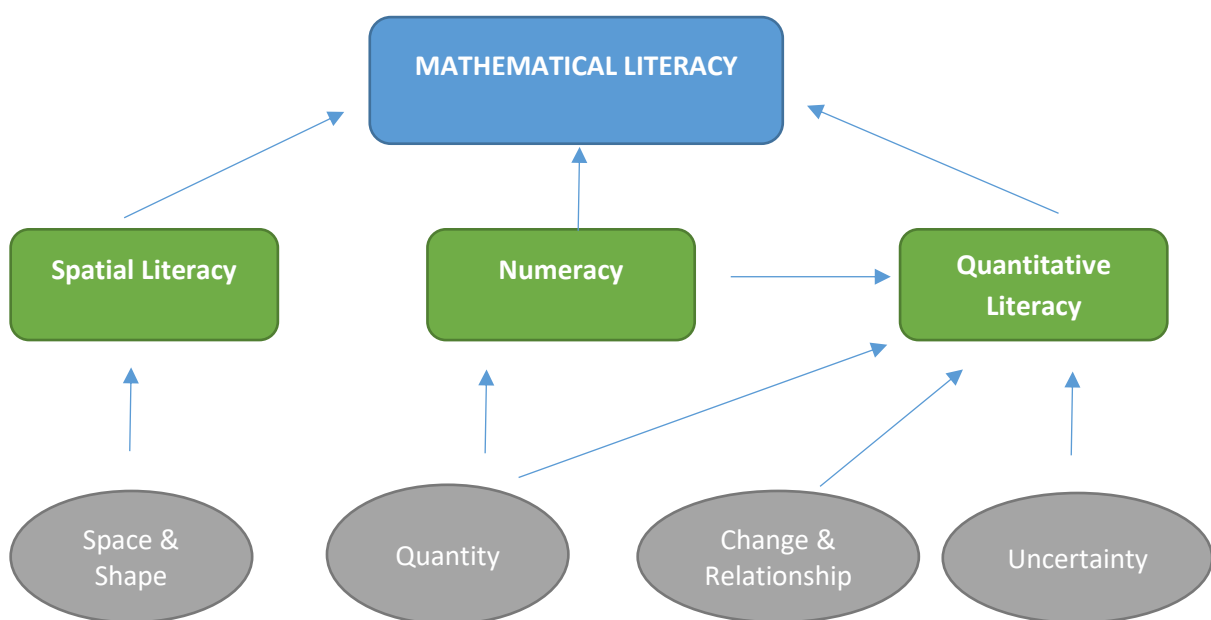 MATHEMATICAL LITERACY
Spatial Literacy
Numeracy
Quantitative
Literacy
Space &
Shape
Quantity
Change &
Relationship
Uncertainty